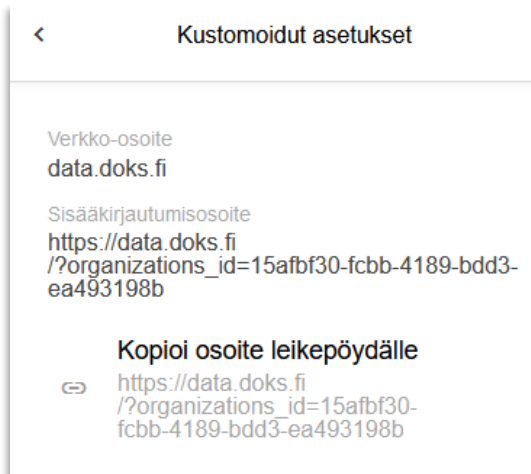 Kustomoidut asetukset
Verkko-osoite
data.doks.fi
Sisääkirjautumisosoite
https://data.doks.fi
/?organizations_id=15afbf30-fcbb-4189-bdd3-
ea493198b
Kopioi osoite leikepöydälle
https://data.doks.fi
/?organizations_id=15afbf30-
fcbb-4189-bdd3-ea493198b